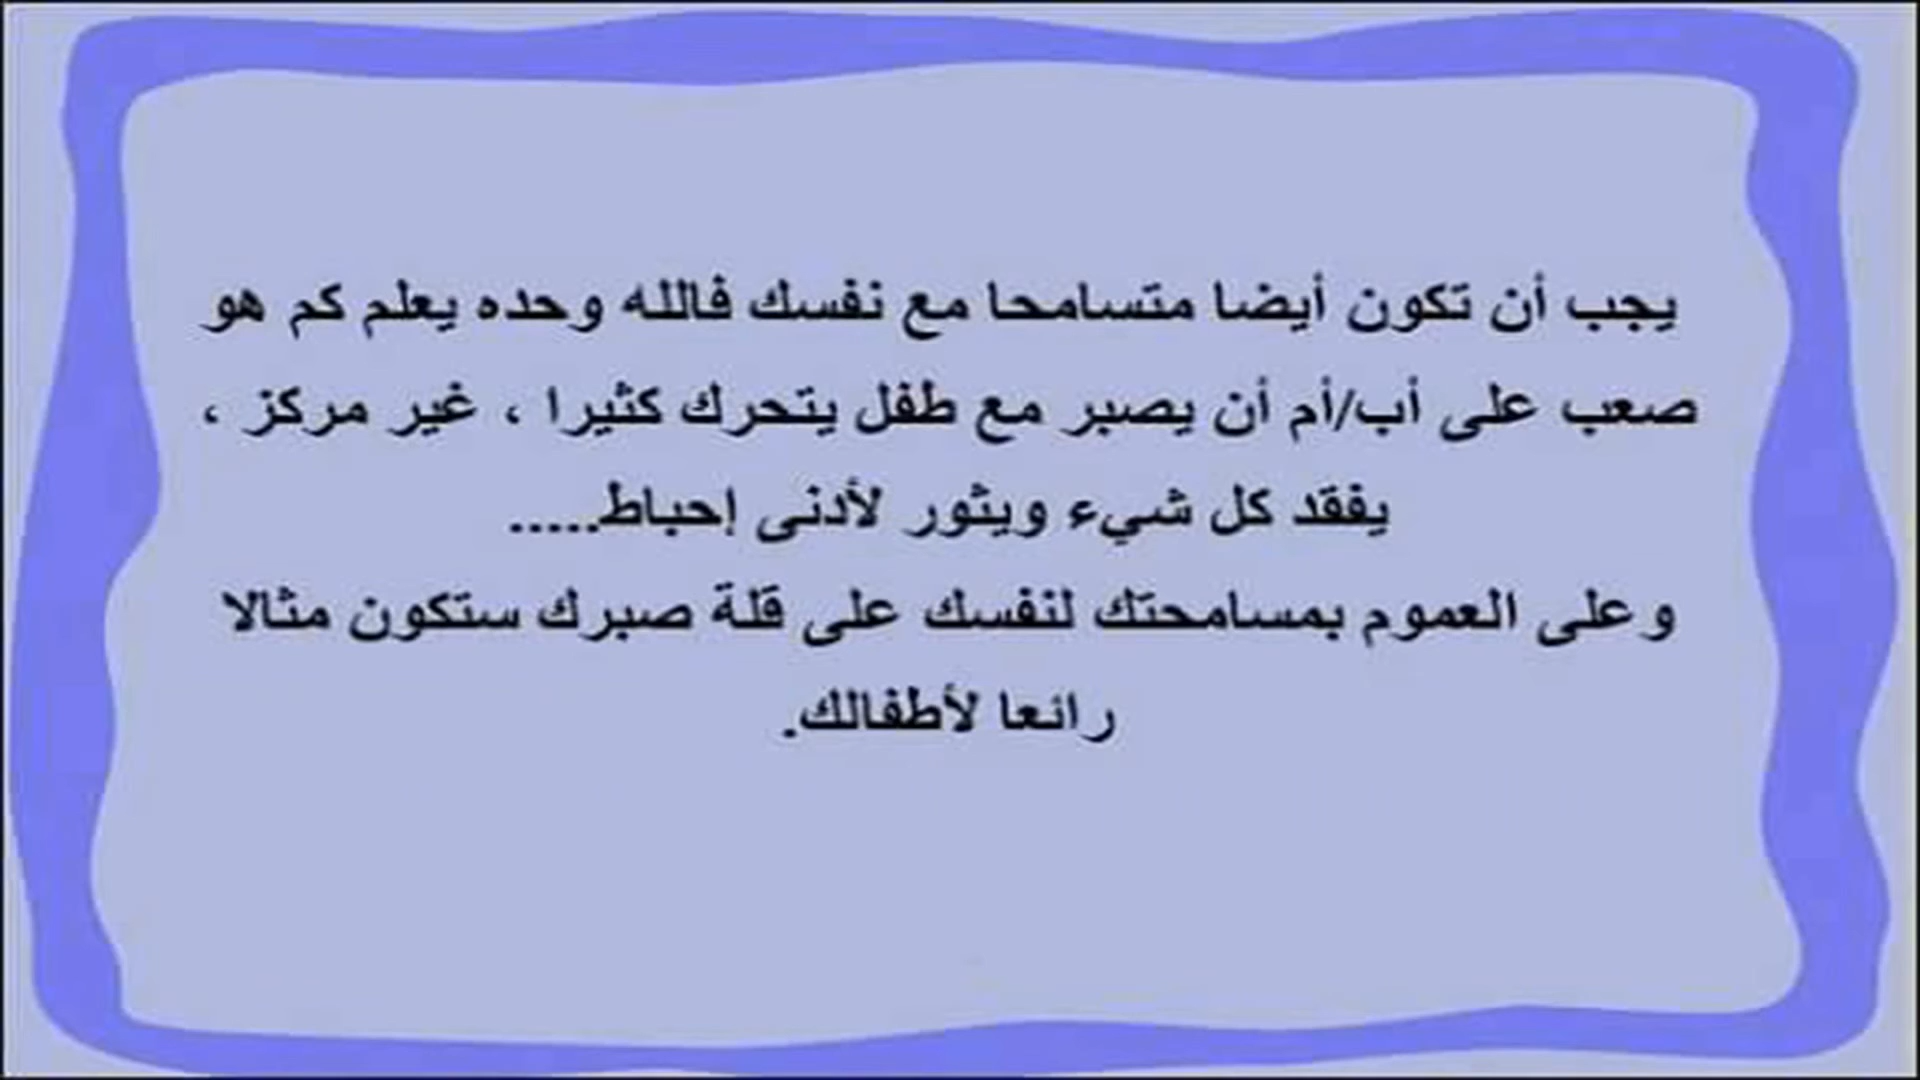 يجب أن تكون أيضا متسامحا مع نفسك فالله وحده يعلم كم هو
صعب على أب/أم أن يصبر مع طفل يتحرك كثيرا ، غير مركز ،
يفقد كل شيء ويثور لأدنى إحباط.....
وعلى العموم بمسامحتك لنفسك على قلة صبرك ستكون مثالا
رائعا لأطفالك.